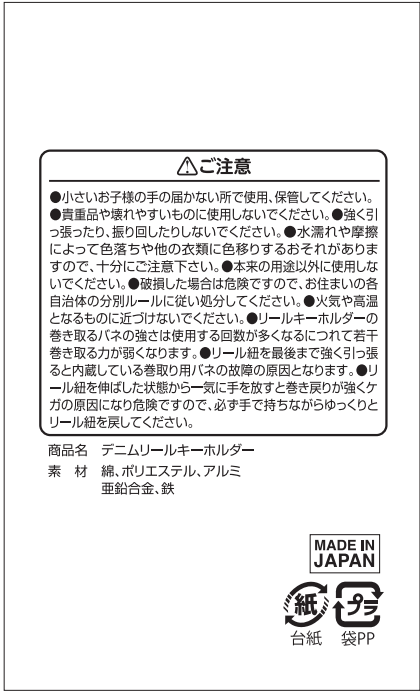 ⚠ご注意
●小さいお子様の手の届かない所で使用、保管してください。
●貴重品や壊れやすいものに使用しないでください。●強く引
っ張ったり、振り回したりしないでください。●水濡れや摩擦
によって色落ちや他の衣類に色移りするおそれがありま
すので、十分にご注意下さい。●本来の用途以外に使用しな
いでください。●破損した場合は危険ですので、お住まいの各
自治体の分別ルールに従い処分してください。●火気や高温
となるものに近づけないでください。●リールキーホルダーの
巻き取るバネの強さは使用する回数が多くなるにつれて若干
巻き取る力が弱くなります。●リール紐を最後まで強く引っ張
ると内蔵している巻取り用バネの故障の原因となります。●リ
ール紐を伸ばした状態から一気に手を放すと巻き戻りが強くケ
ガの原因になり危険ですので、必ず手で持ちながらゆっくりと
リール紐を戻してください。
商品名 デニムリールキーホルダー
素 材 綿、ポリエステル、アルミ
亜鉛合金、鉄
MADE IN
JAPAN
紙 プラ
台紙 袋PP